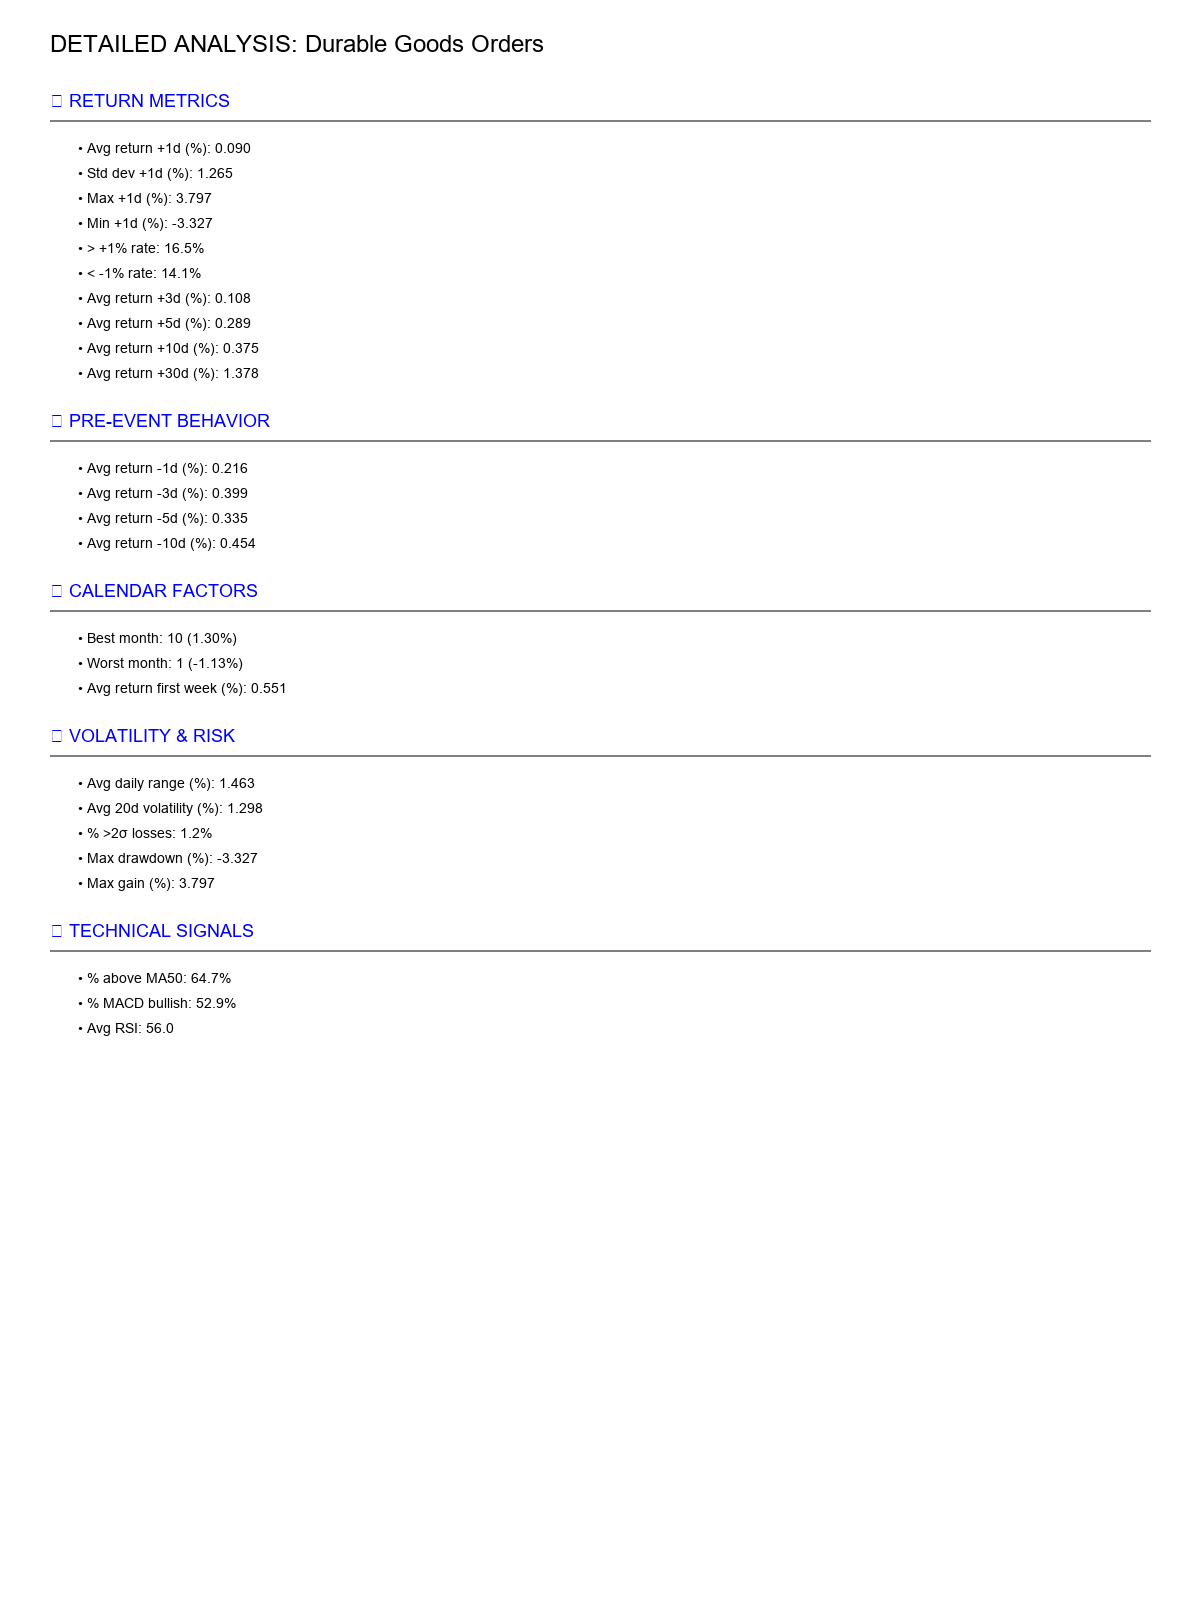 DETAILED ANALYSIS: Durable Goods Orders
RETURN METRICS
• Avg return +1d (%): 0.090
• Std dev +1d (%): 1.265
• Max +1d (%): 3.797
• Min +1d (%): -3.327
• > +1% rate: 16.5%
• < -1% rate: 14.1%
• Avg return +3d (%): 0.108
• Avg return +5d (%): 0.289
• Avg return +10d (%): 0.375
• Avg return +30d (%): 1.378
PRE-EVENT BEHAVIOR
• Avg return -1d (%): 0.216
• Avg return -3d (%): 0.399
• Avg return -5d (%): 0.335
• Avg return -10d (%): 0.454
CALENDAR FACTORS
• Best month: 10 (1.30%)
• Worst month: 1 (-1.13%)
• Avg return first week (%): 0.551
VOLATILITY & RISK
• Avg daily range (%): 1.463
• Avg 20d volatility (%): 1.298
• % >2σ losses: 1.2%
• Max drawdown (%): -3.327
• Max gain (%): 3.797
TECHNICAL SIGNALS
• % above MA50: 64.7%
• % MACD bullish: 52.9%
• Avg RSI: 56.0